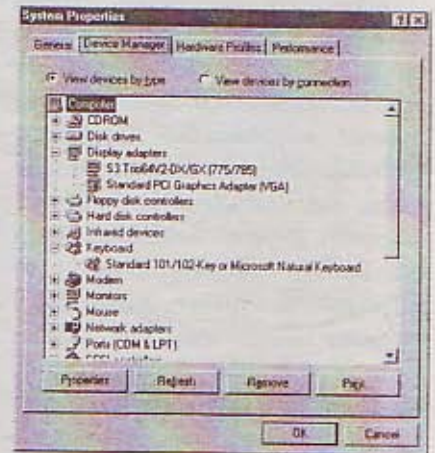 System Properties
General Device Manager Hardware Profiles Performance
View devices by type View devices by connection
Computer
CDROM
Disk drives
Display adapters
S3 Trio64V2-DX/GX (775/785)
Standard PCI Graphics Adapter (VGA)
Floppy disk controllers
Hard disk controllers
Infrared devices
Keyboard
Standard 101/102-Key or Microsoft Natural Keyboard
Modem
Monitors
Mouse
Network adapters
Ports (COM & LPT)
SCSI controllers
Properties Refresh Remove Print
OK Cancel